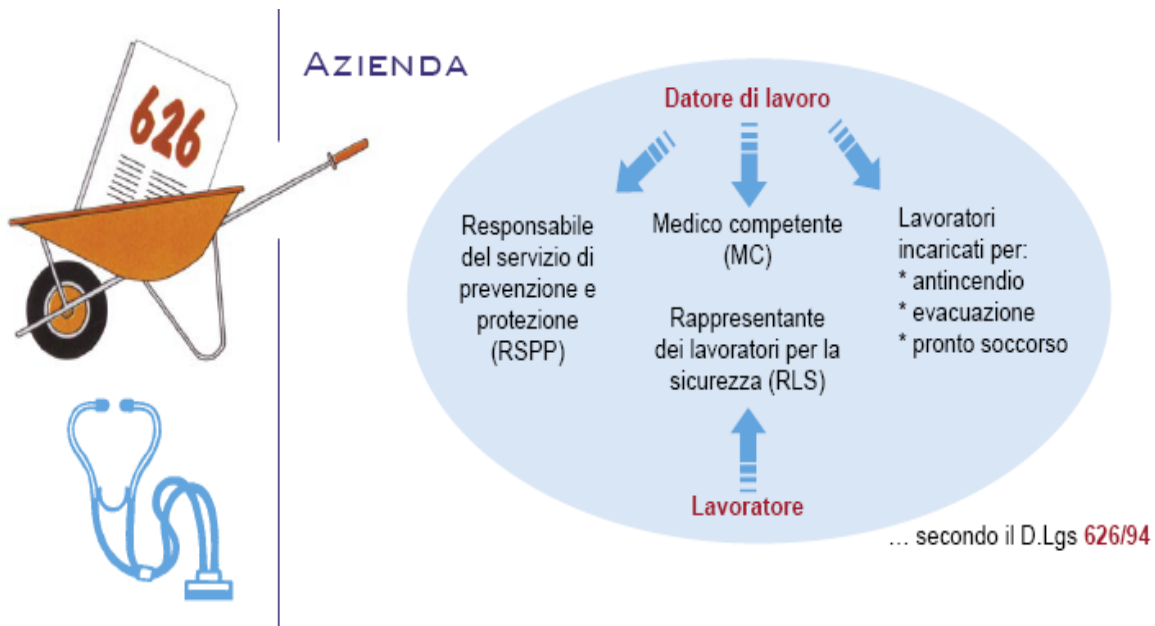 626
AZIENDA
Datore di lavoro
Responsabile
del servizio di
prevenzione e
protezione
(RSPP)
Medico competente
(MC)
Rappresentante
dei lavoratori per la
sicurezza (RLS)
Lavoratori
incaricati per:
* antincendio
* evacuazione
* pronto soccorso
Lavoratore
... secondo il D.Lgs 626/94